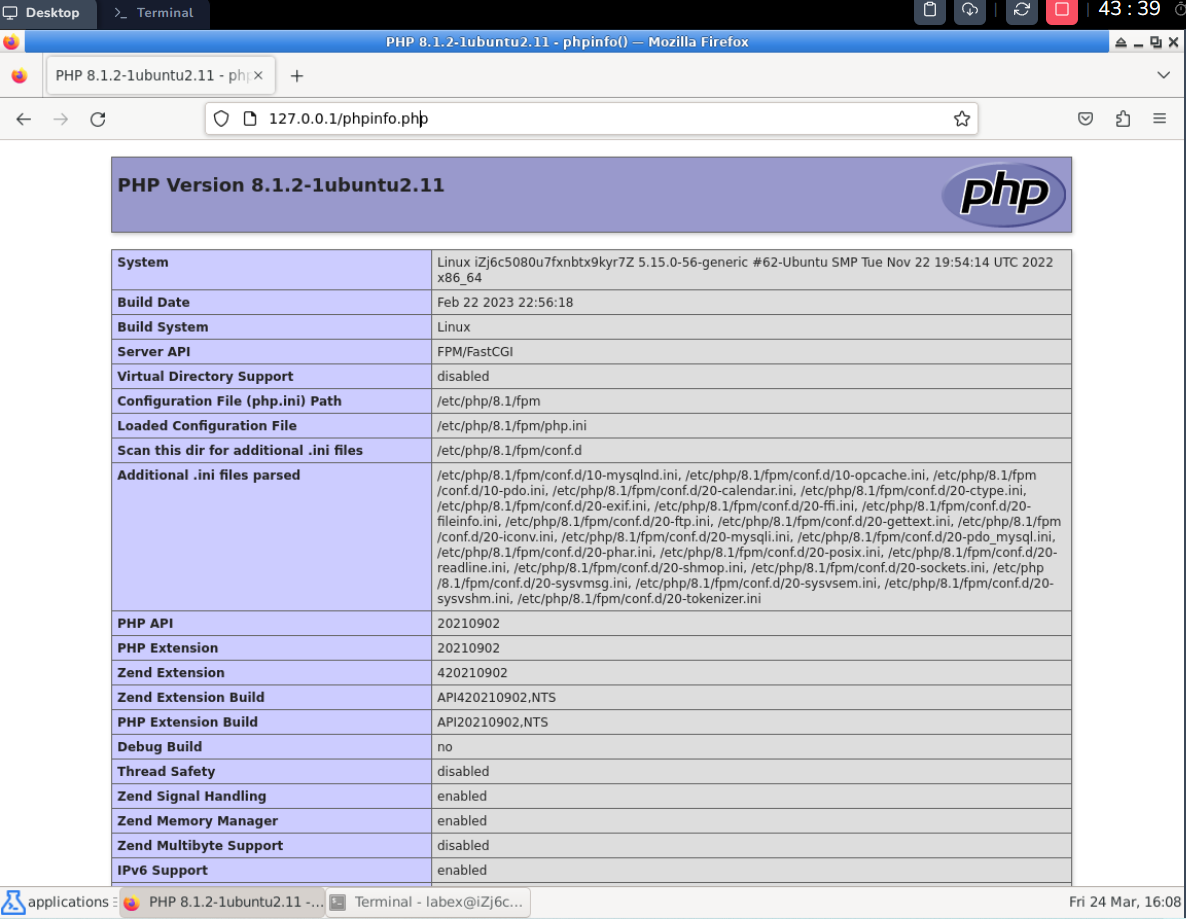 Desktop
Terminal
43 : 39
PHP 8.1.2-1ubuntu2.11 - phpinfo() — Mozilla Firefox
PHP 8.1.2-1ubuntu2.11 - php
127.0.0.1/phpinfo.php
PHP Version 8.1.2-1ubuntu2.11
php
System Linux iZj6c5080u7fxnbtx9kyr7Z 5.15.0-56-generic #62-Ubuntu SMP Tue Nov 22 19:54:14 UTC 2022
x86_64
Build Date Feb 22 2023 22:56:18
Build System Linux
Server API FPM/FastCGI
Virtual Directory Support disabled
Configuration File (php.ini) Path /etc/php/8.1/fpm
Loaded Configuration File /etc/php/8.1/fpm/php.ini
Scan this dir for additional .ini files /etc/php/8.1/fpm/conf.d
Additional .ini files parsed /etc/php/8.1/fpm/conf.d/10-mysqlnd.ini, /etc/php/8.1/fpm/conf.d/10-opcache.ini, /etc/php/8.1/fpm
/conf.d/10-pdo.ini, /etc/php/8.1/fpm/conf.d/20-calendar.ini, /etc/php/8.1/fpm/conf.d/20-ctype.ini,
/etc/php/8.1/fpm/conf.d/20-exif.ini, /etc/php/8.1/fpm/conf.d/20-ffi.ini, /etc/php/8.1/fpm/conf.d/20-
fileinfo.ini, /etc/php/8.1/fpm/conf.d/20-ftp.ini, /etc/php/8.1/fpm/conf.d/20-gettext.ini, /etc/php/8.1/fpm
/conf.d/20-iconv.ini, /etc/php/8.1/fpm/conf.d/20-mysqli.ini, /etc/php/8.1/fpm/conf.d/20-pdo_mysql.ini,
/etc/php/8.1/fpm/conf.d/20-phar.ini, /etc/php/8.1/fpm/conf.d/20-posix.ini, /etc/php/8.1/fpm/conf.d/20-
readline.ini, /etc/php/8.1/fpm/conf.d/20-shmop.ini, /etc/php/8.1/fpm/conf.d/20-sockets.ini, /etc/php
/8.1/fpm/conf.d/20-sysvmsg.ini, /etc/php/8.1/fpm/conf.d/20-sysvsem.ini, /etc/php/8.1/fpm/conf.d/20-
sysvshm.ini, /etc/php/8.1/fpm/conf.d/20-tokenizer.ini
PHP API 20210902
PHP Extension 20210902
Zend Extension 420210902
Zend Extension Build API420210902,NTS
PHP Extension Build API20210902,NTS
Debug Build no
Thread Safety disabled
Zend Signal Handling enabled
Zend Memory Manager enabled
Zend Multibyte Support disabled
IPv6 Support enabled
applications
PHP 8.1.2-1ubuntu2.11 -...
Terminal - labex@iZj6c...
Fri 24 Mar, 16:08